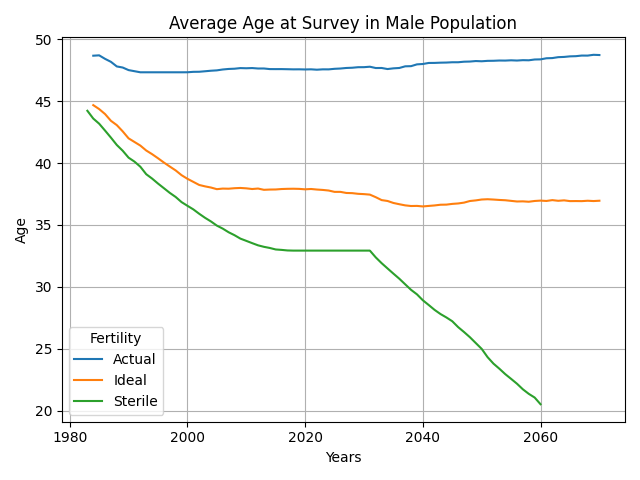 Average Age at Survey in Male Population
50
45
40
35
30
25
20
Age
Fertility
Actual
Ideal
Sterile
1980
2000
2020
2040
2060
Years